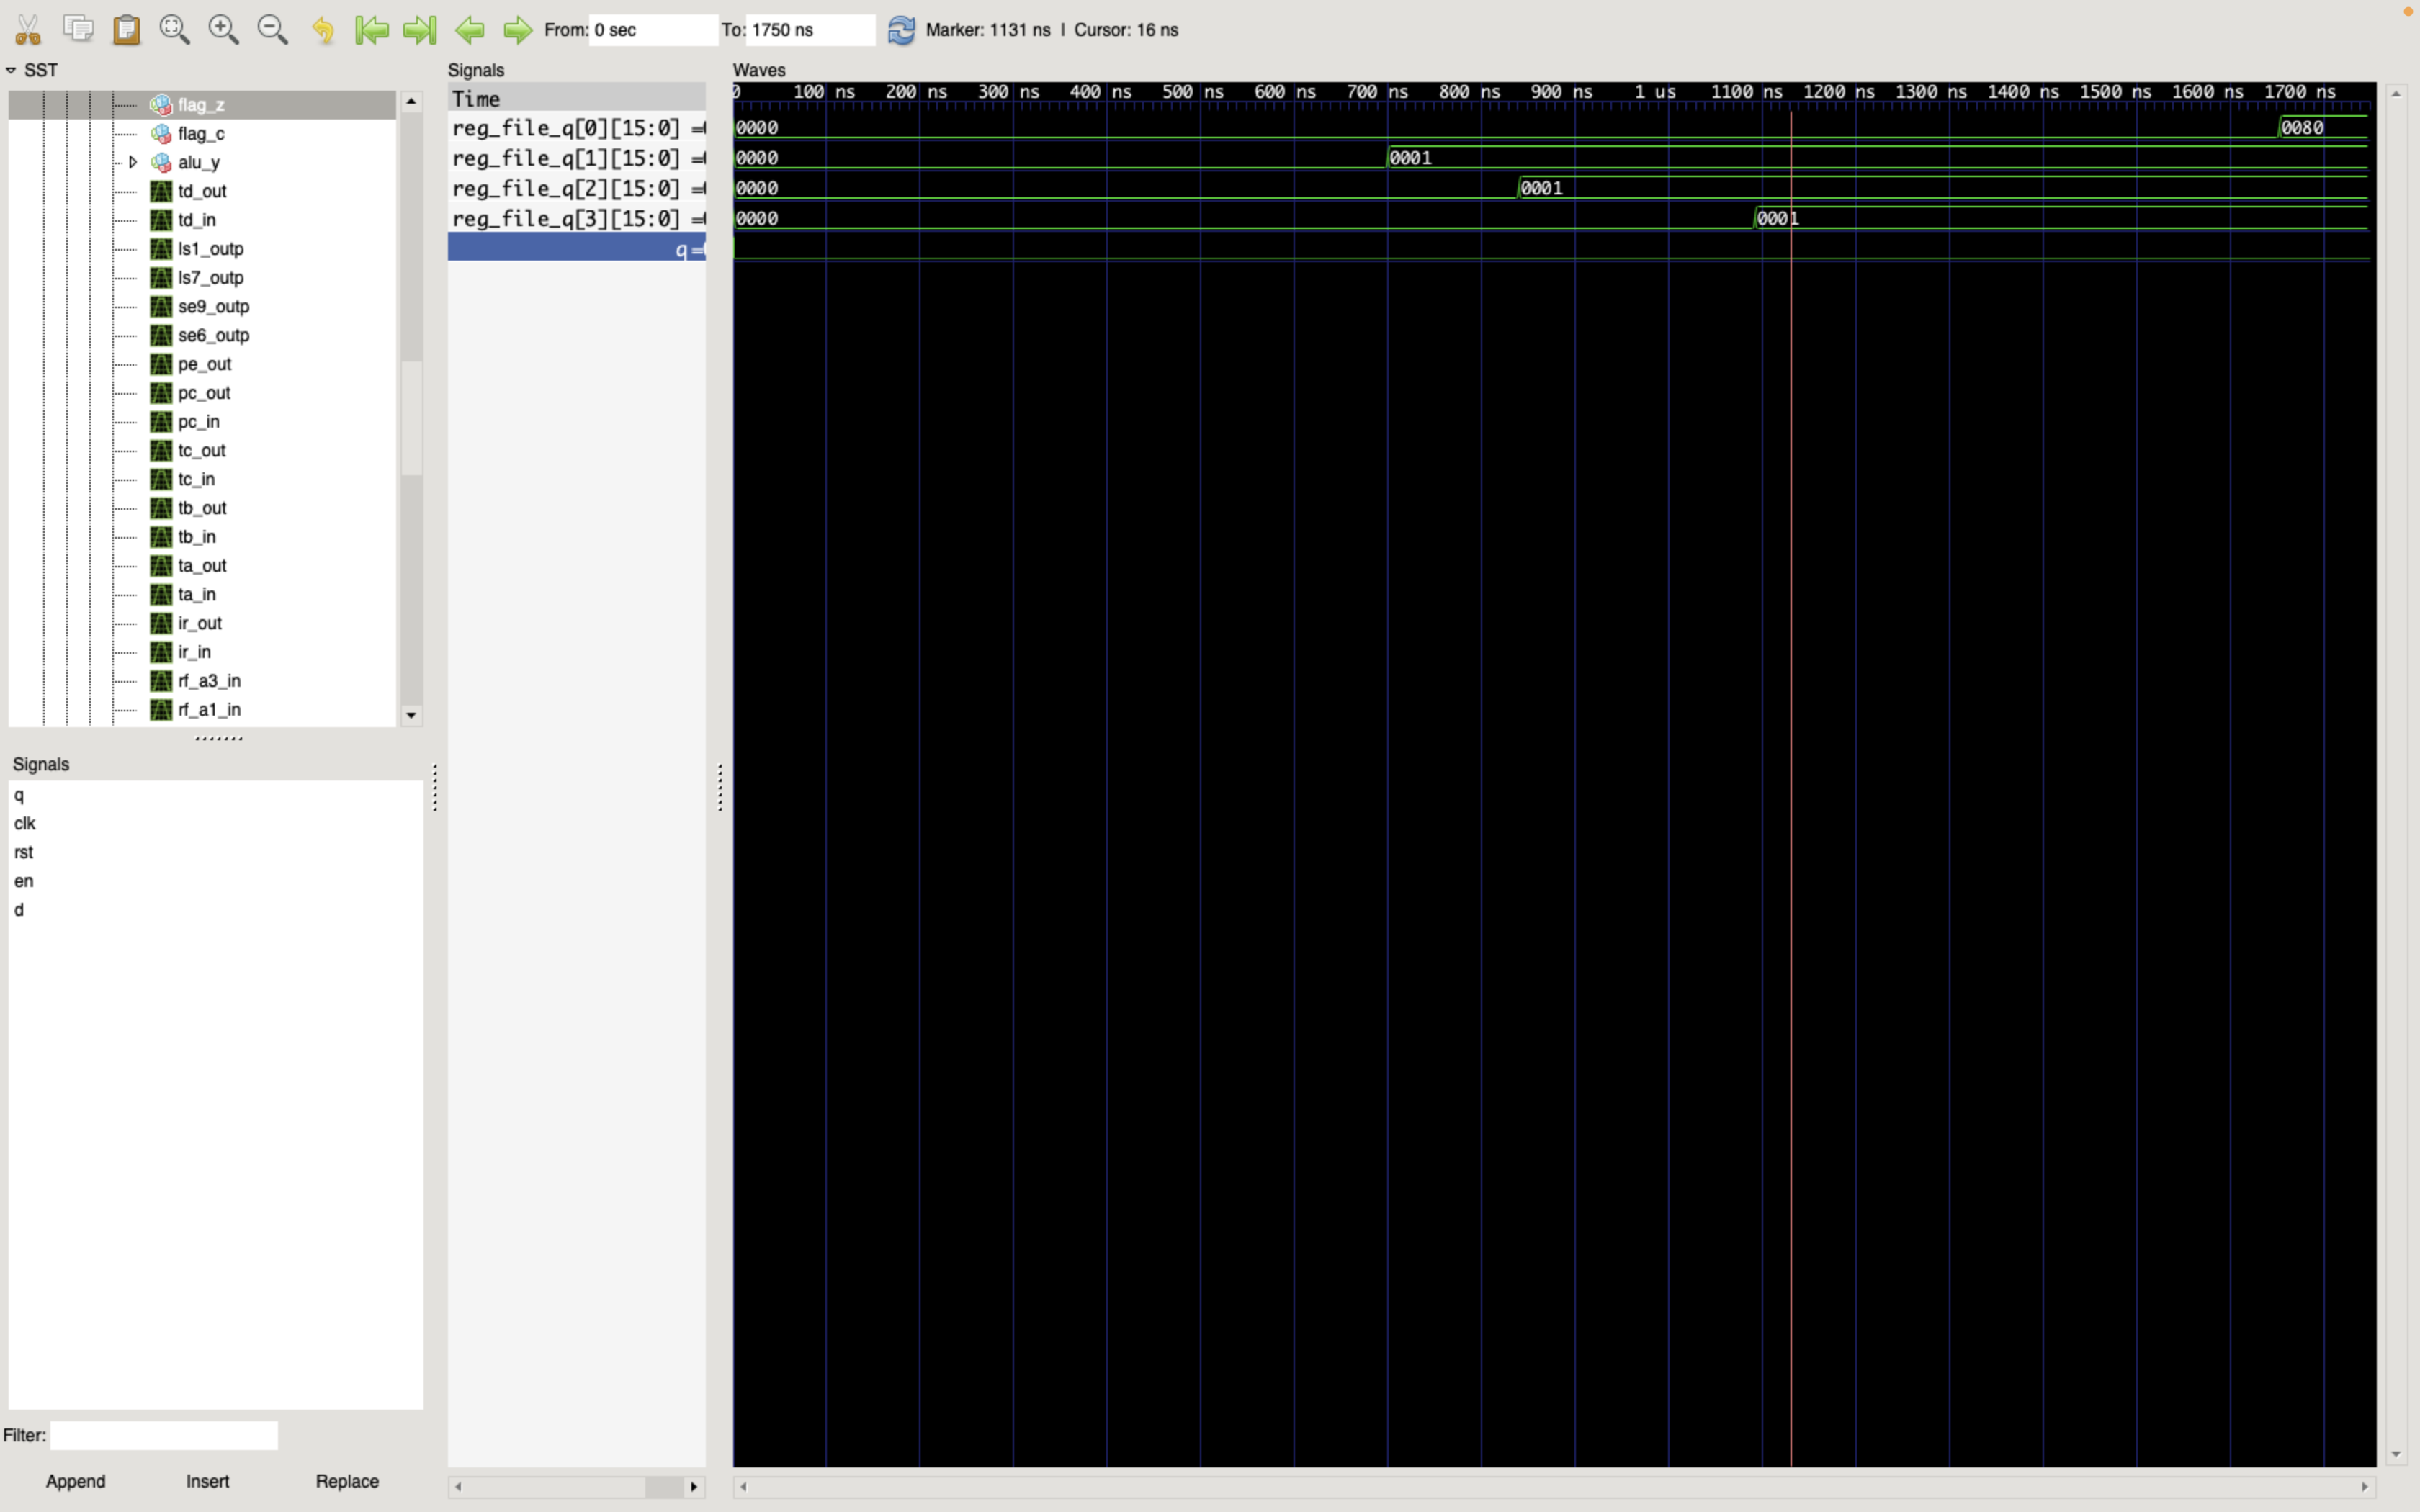 From: 0 sec To: 1750 ns Marker: 1131 ns | Cursor: 16 ns
SST
flag_z
flag_c
alu_y
td_out
td_in
ls1_outp
ls7_outp
se9_outp
se6_outp
pe_out
pc_out
pc_in
tc_out
tc_in
tb_out
tb_in
ta_out
ta_in
ir_out
ir_in
rf_a3_in
rf_a1_in
Signals
q
clk
rst
en
d
Filter:
Append Insert Replace
Signals
Time
reg_file_q[0][15:0] =
reg_file_q[1][15:0] =
reg_file_q[2][15:0] =
reg_file_q[3][15:0] =
q=
Waves
0 100 ns 200 ns 300 ns 400 ns 500 ns 600 ns 700 ns 800 ns 900 ns 1 us 1100 ns 1200 ns 1300 ns 1400 ns 1500 ns 1600 ns 1700 ns
0000 0080
0000 0001
0000 0001
0000 0001